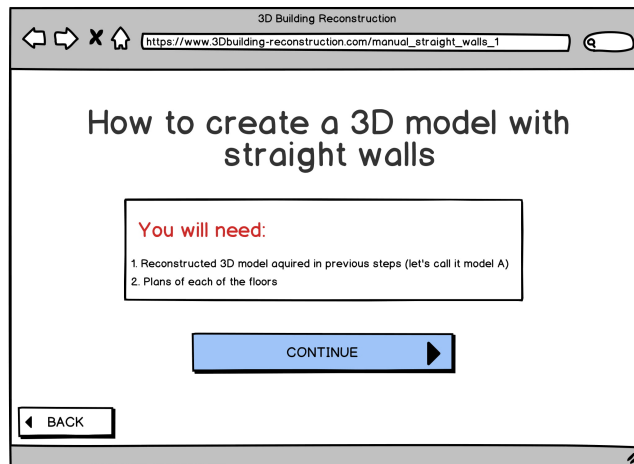 3D Building Reconstruction
https://www.3Dbuilding-reconstruction.com/manual_straight_walls_1
How to create a 3D model with
straight walls
You will need:
1. Reconstructed 3D model aquired in previous steps (let's call it model A)
2. Plans of each of the floors
CONTINUE
BACK